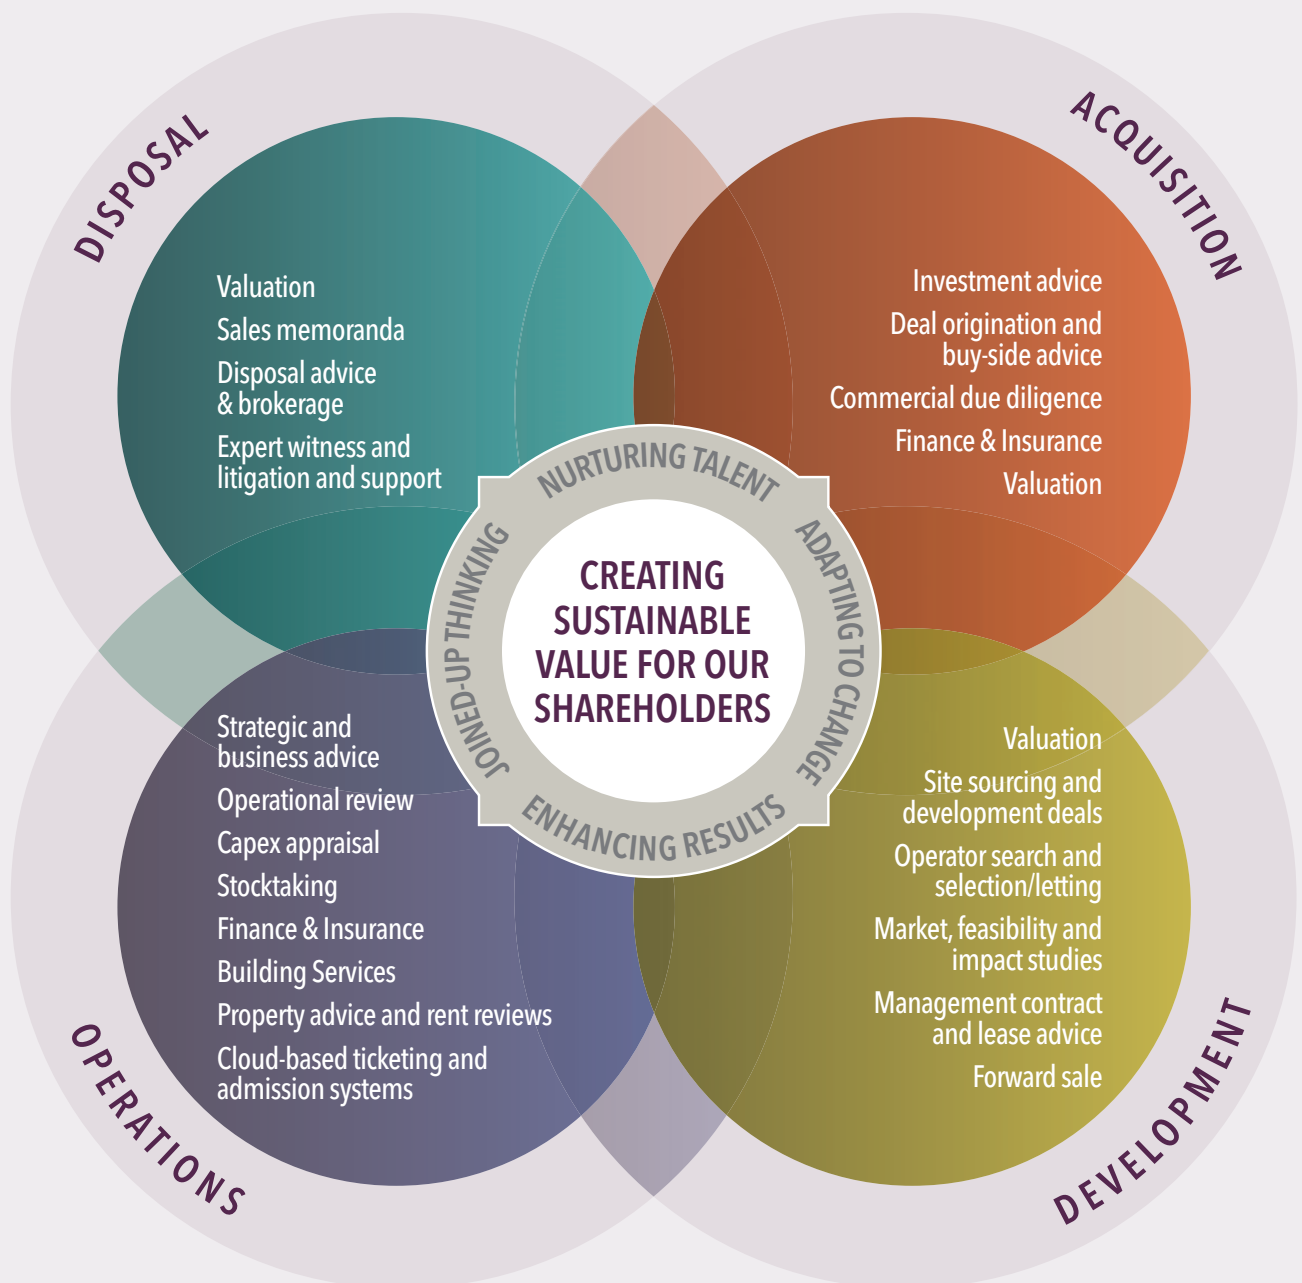 DISPOSAL
Valuation
Sales memoranda
Disposal advice
& brokerage
Expert witness and
litigation and support
ACQUISITION
Investment advice
Deal origination and
buy-side advice
Commercial due diligence
Finance & Insurance
Valuation
NURTURING TALENT
ADAPTING TO CHANGE
ENHANCING RESULTS
JOINED-UP THINKING
CREATING
SUSTAINABLE
VALUE FOR OUR
SHAREHOLDERS
OPERATIONS
Strategic and
business advice
Operational review
Capex appraisal
Stocktaking
Finance & Insurance
Building Services
Property advice and rent reviews
Cloud-based ticketing and
admission systems
DEVELOPMENT
Valuation
Site sourcing and
development deals
Operator search and
selection/letting
Market, feasibility and
impact studies
Management contract
and lease advice
Forward sale